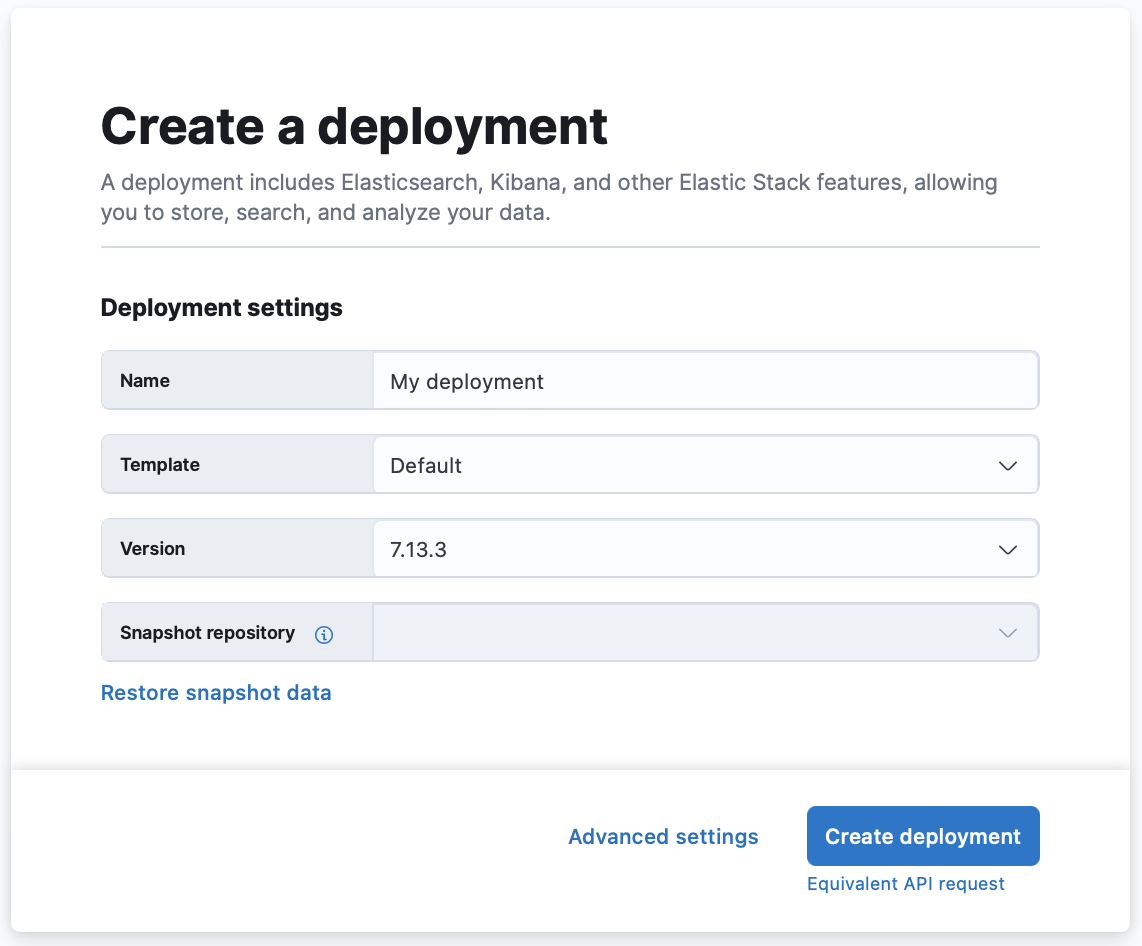 Create a deployment
A deployment includes Elasticsearch, Kibana, and other Elastic Stack features, allowing
you to store, search, and analyze your data.
Deployment settings
Name My deployment
Template Default
Version 7.13.3
Snapshot repository
Restore snapshot data
Advanced settings Create deployment
Equivalent API request